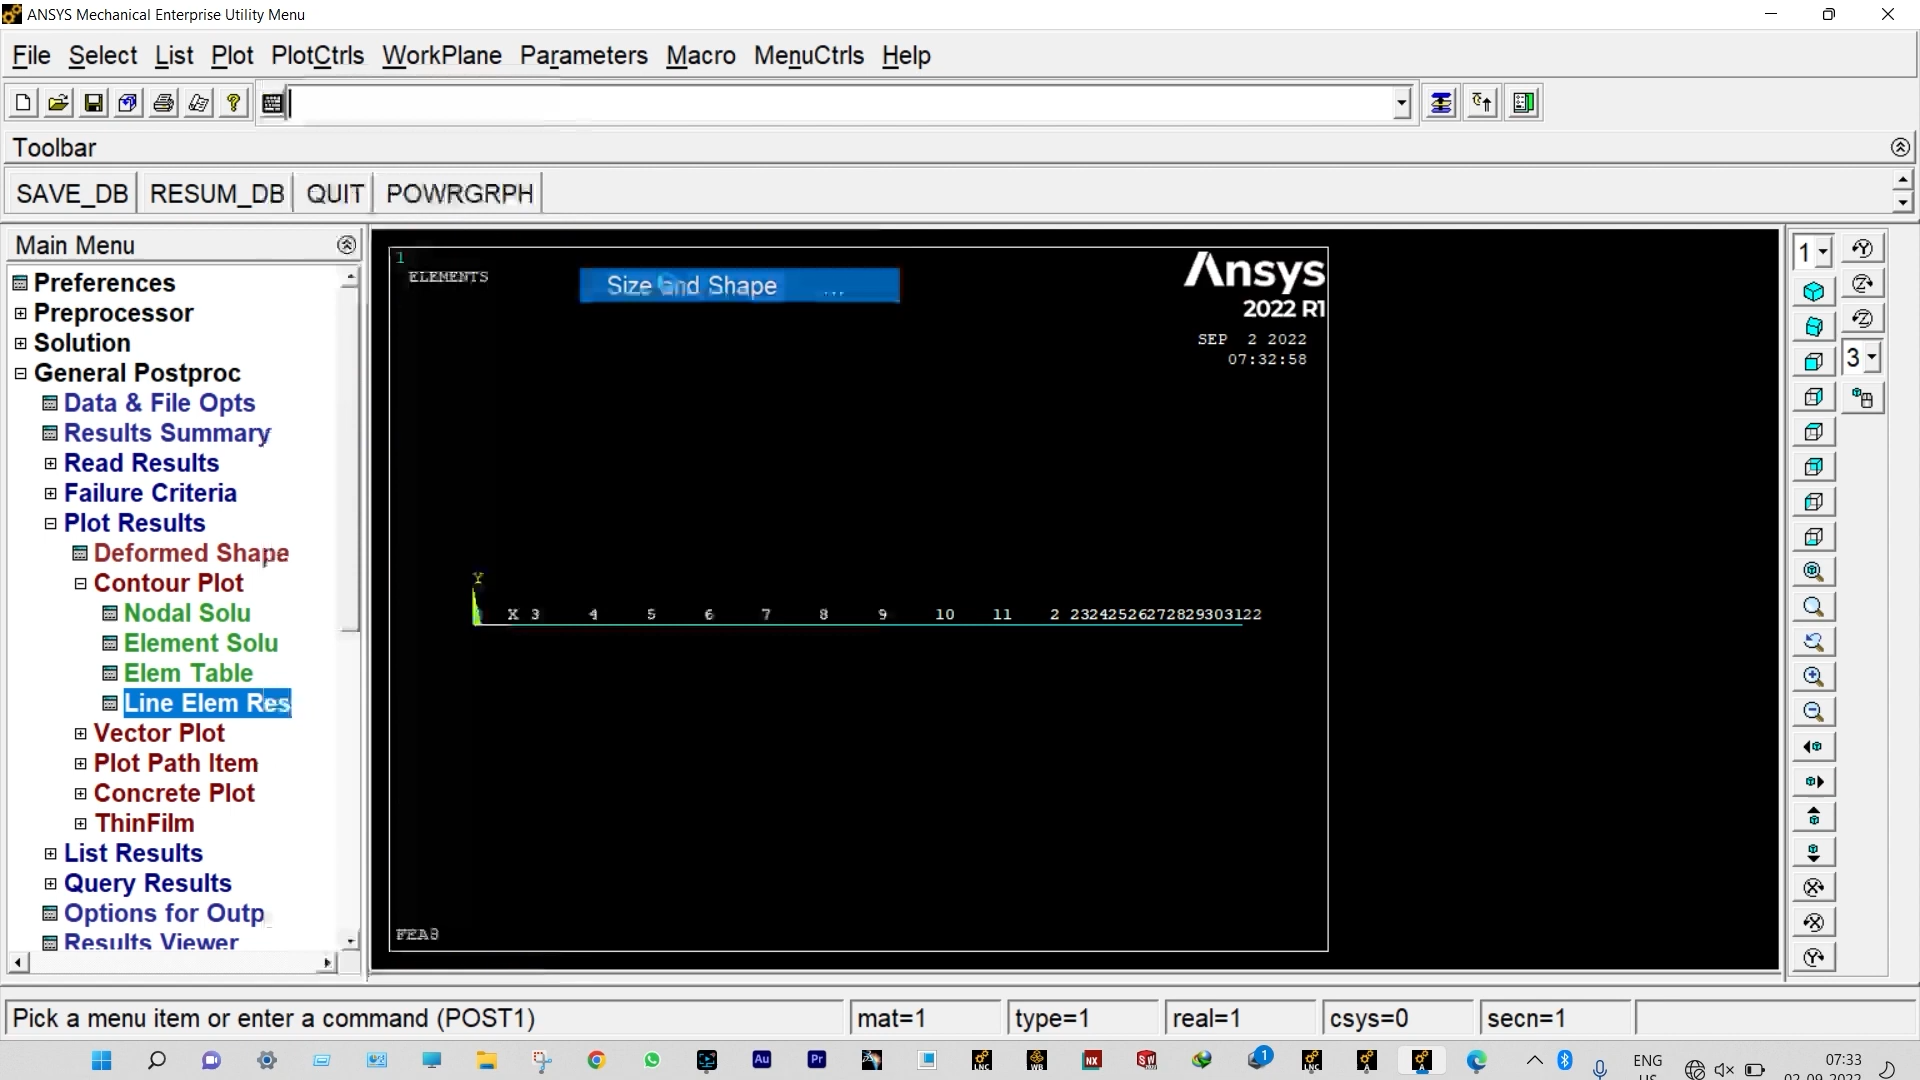 ANSYS Mechanical Enterprise Utility Menu
File Select List Plot PlotCtrls WorkPlane Parameters Macro MenuCtrls Help
Toolbar
SAVE_DB RESUM_DB QUIT POWRGRPH
Main Menu
Preferences
Preprocessor
Solution
General Postproc
Data & File Opts
Results Summary
Read Results
Failure Criteria
Plot Results
Deformed Shape
Contour Plot
Nodal Solu
Element Solu
Elem Table
Line Elem Res
Vector Plot
Plot Path Item
Concrete Plot
ThinFilm
List Results
Query Results
Options for Outp
Results Viewer
1
ELEMENTS
Size and Shape ...
Ansys
2022 R1
SEP 2 2022
07:32:58
Y
X 3 4 5 6 7 8 9 10 11 2 23242526272829303122
FEA3
1
3
Pick a menu item or enter a command (POST1) mat=1 type=1 real=1 csys=0 secn=1
ENG
US
07:33
02-09-2022